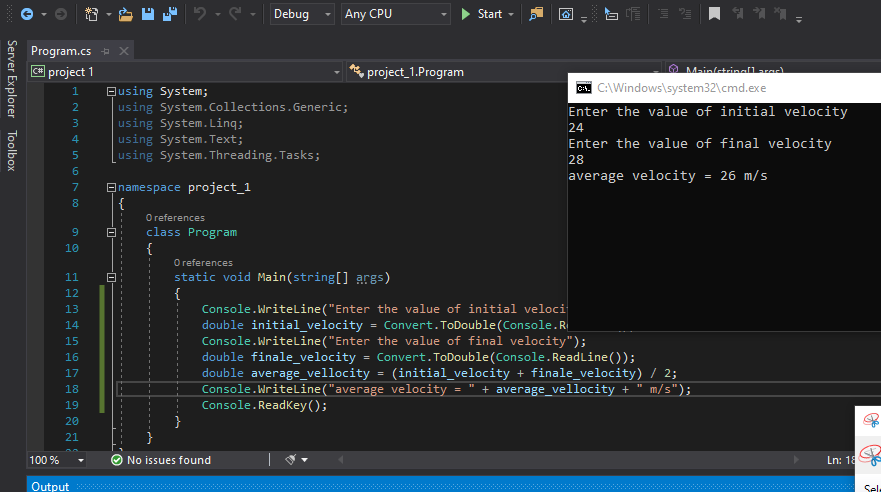 Debug Any CPU Start
Server Explorer
Toolbox
Program.cs
C# project 1 project_1.Program Main(string[] args)
C:\Windows\system32\cmd.exe
Enter the value of initial velocity
24
Enter the value of final velocity
28
average velocity = 26 m/s
1 using System;
2 using System.Collections.Generic;
3 using System.Linq;
4 using System.Text;
5 using System.Threading.Tasks;
6
7 namespace project_1
8 {
0 references
9 class Program
10 {
0 references
11 static void Main(string[] args)
12 {
13 Console.WriteLine("Enter the value of initial veloci
14 double initial_velocity = Convert.ToDouble(Console.R
15 Console.WriteLine("Enter the value of final velocity");
16 double finale_velocity = Convert.ToDouble(Console.ReadLine());
17 double average_vellocity = (initial_velocity + finale_velocity) / 2;
18 Console.WriteLine("average velocity = " + average_vellocity + " m/s");
19 Console.ReadKey();
20 }
21 }
100 % No issues found Ln: 18
Output
Sele